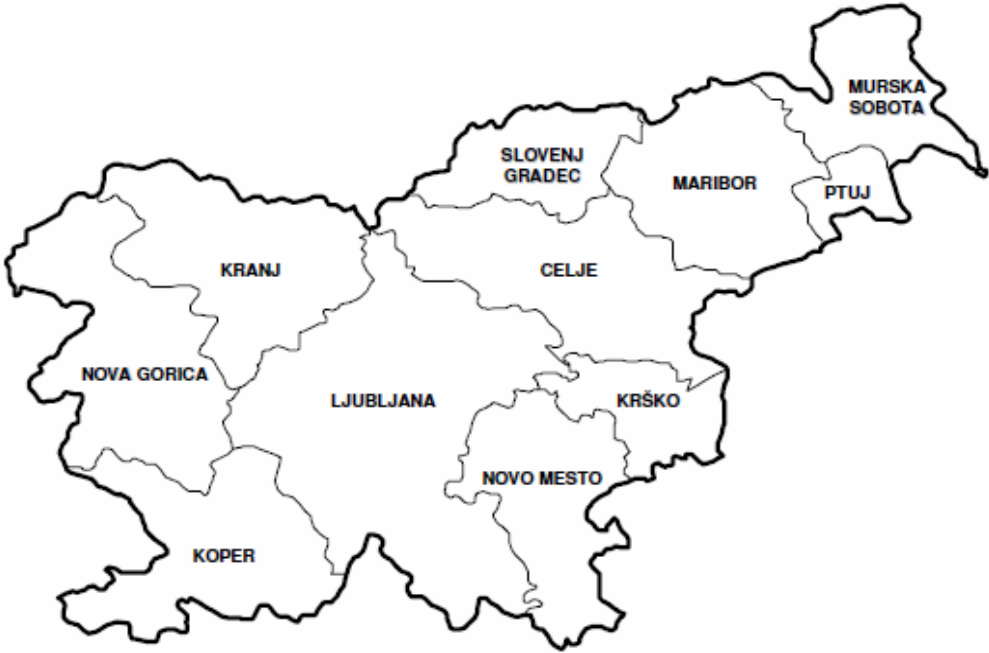 MURSKA
SOBOTA
SLOVENJ
GRADEC
MARIBOR
PTUJ
KRANJ
CELJE
NOVA GORICA
LJUBLJANA
KRŠKO
NOVO MESTO
KOPER